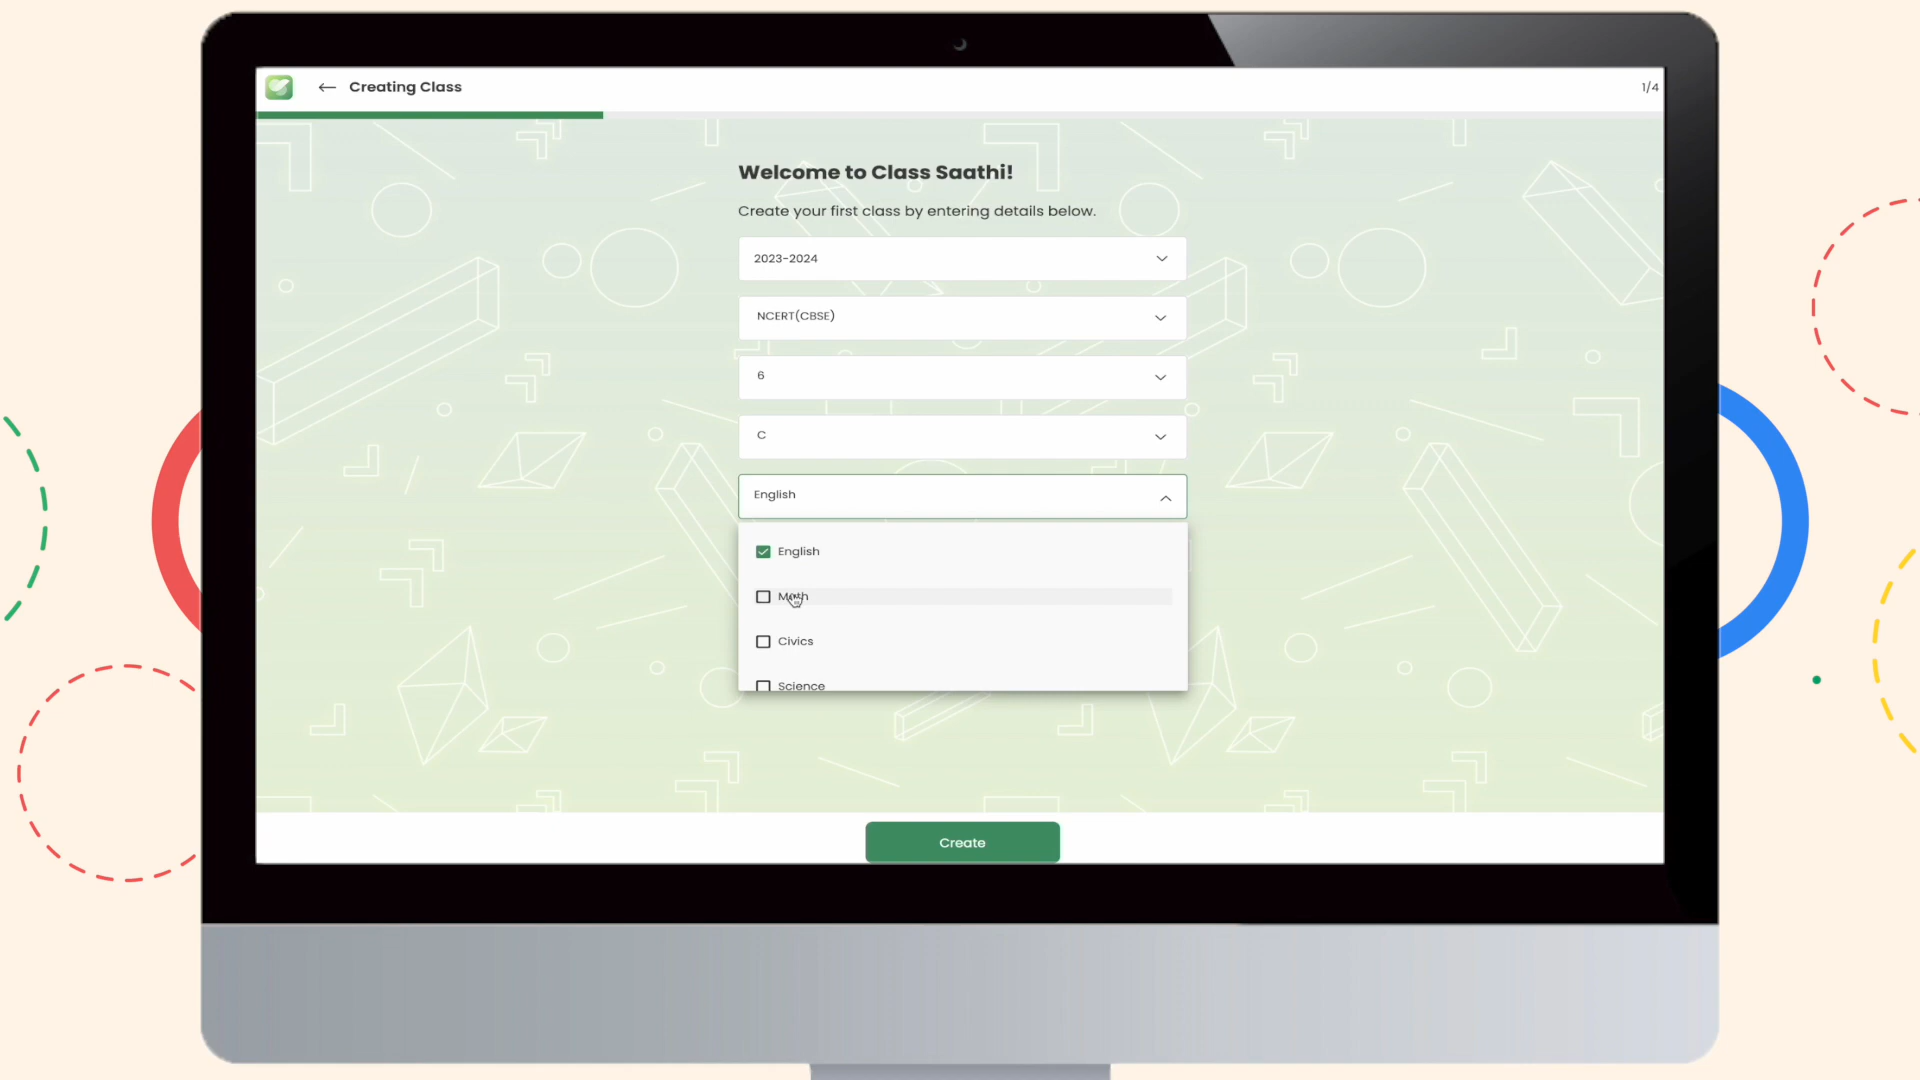 Creating Class
1/4
Welcome to Class Saathi!
Create your first class by entering details below.
2023-2024
NCERT(CBSE)
6
C
English
English
Math
Civics
Science
Create